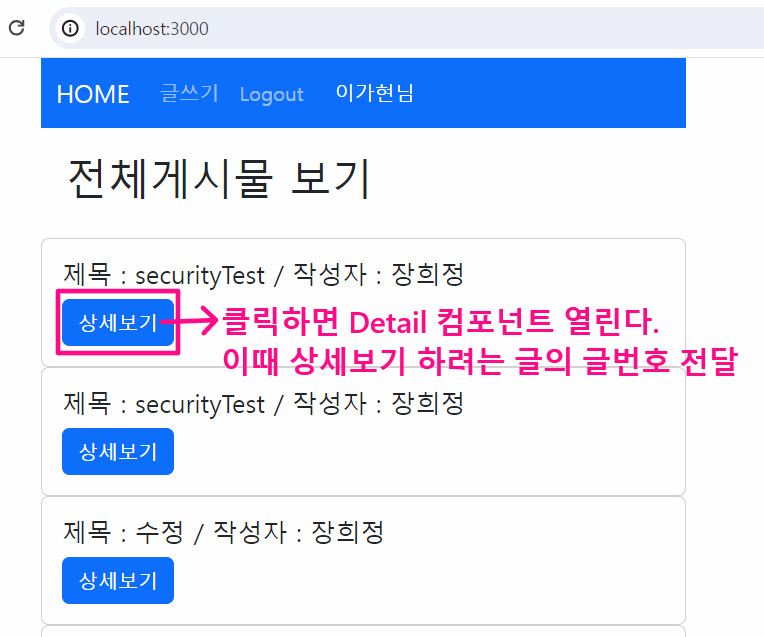 localhost:3000
HOME 글쓰기 Logout 이가현님
전체게시물 보기
제목 : securityTest / 작성자 : 장희정
상세보기
클릭하면 Detail 컴포넌트 열린다.
이때 상세보기 하려는 글의 글번호 전달
제목 : securityTest / 작성자 : 장희정
상세보기
제목 : 수정 / 작성자 : 장희정
상세보기